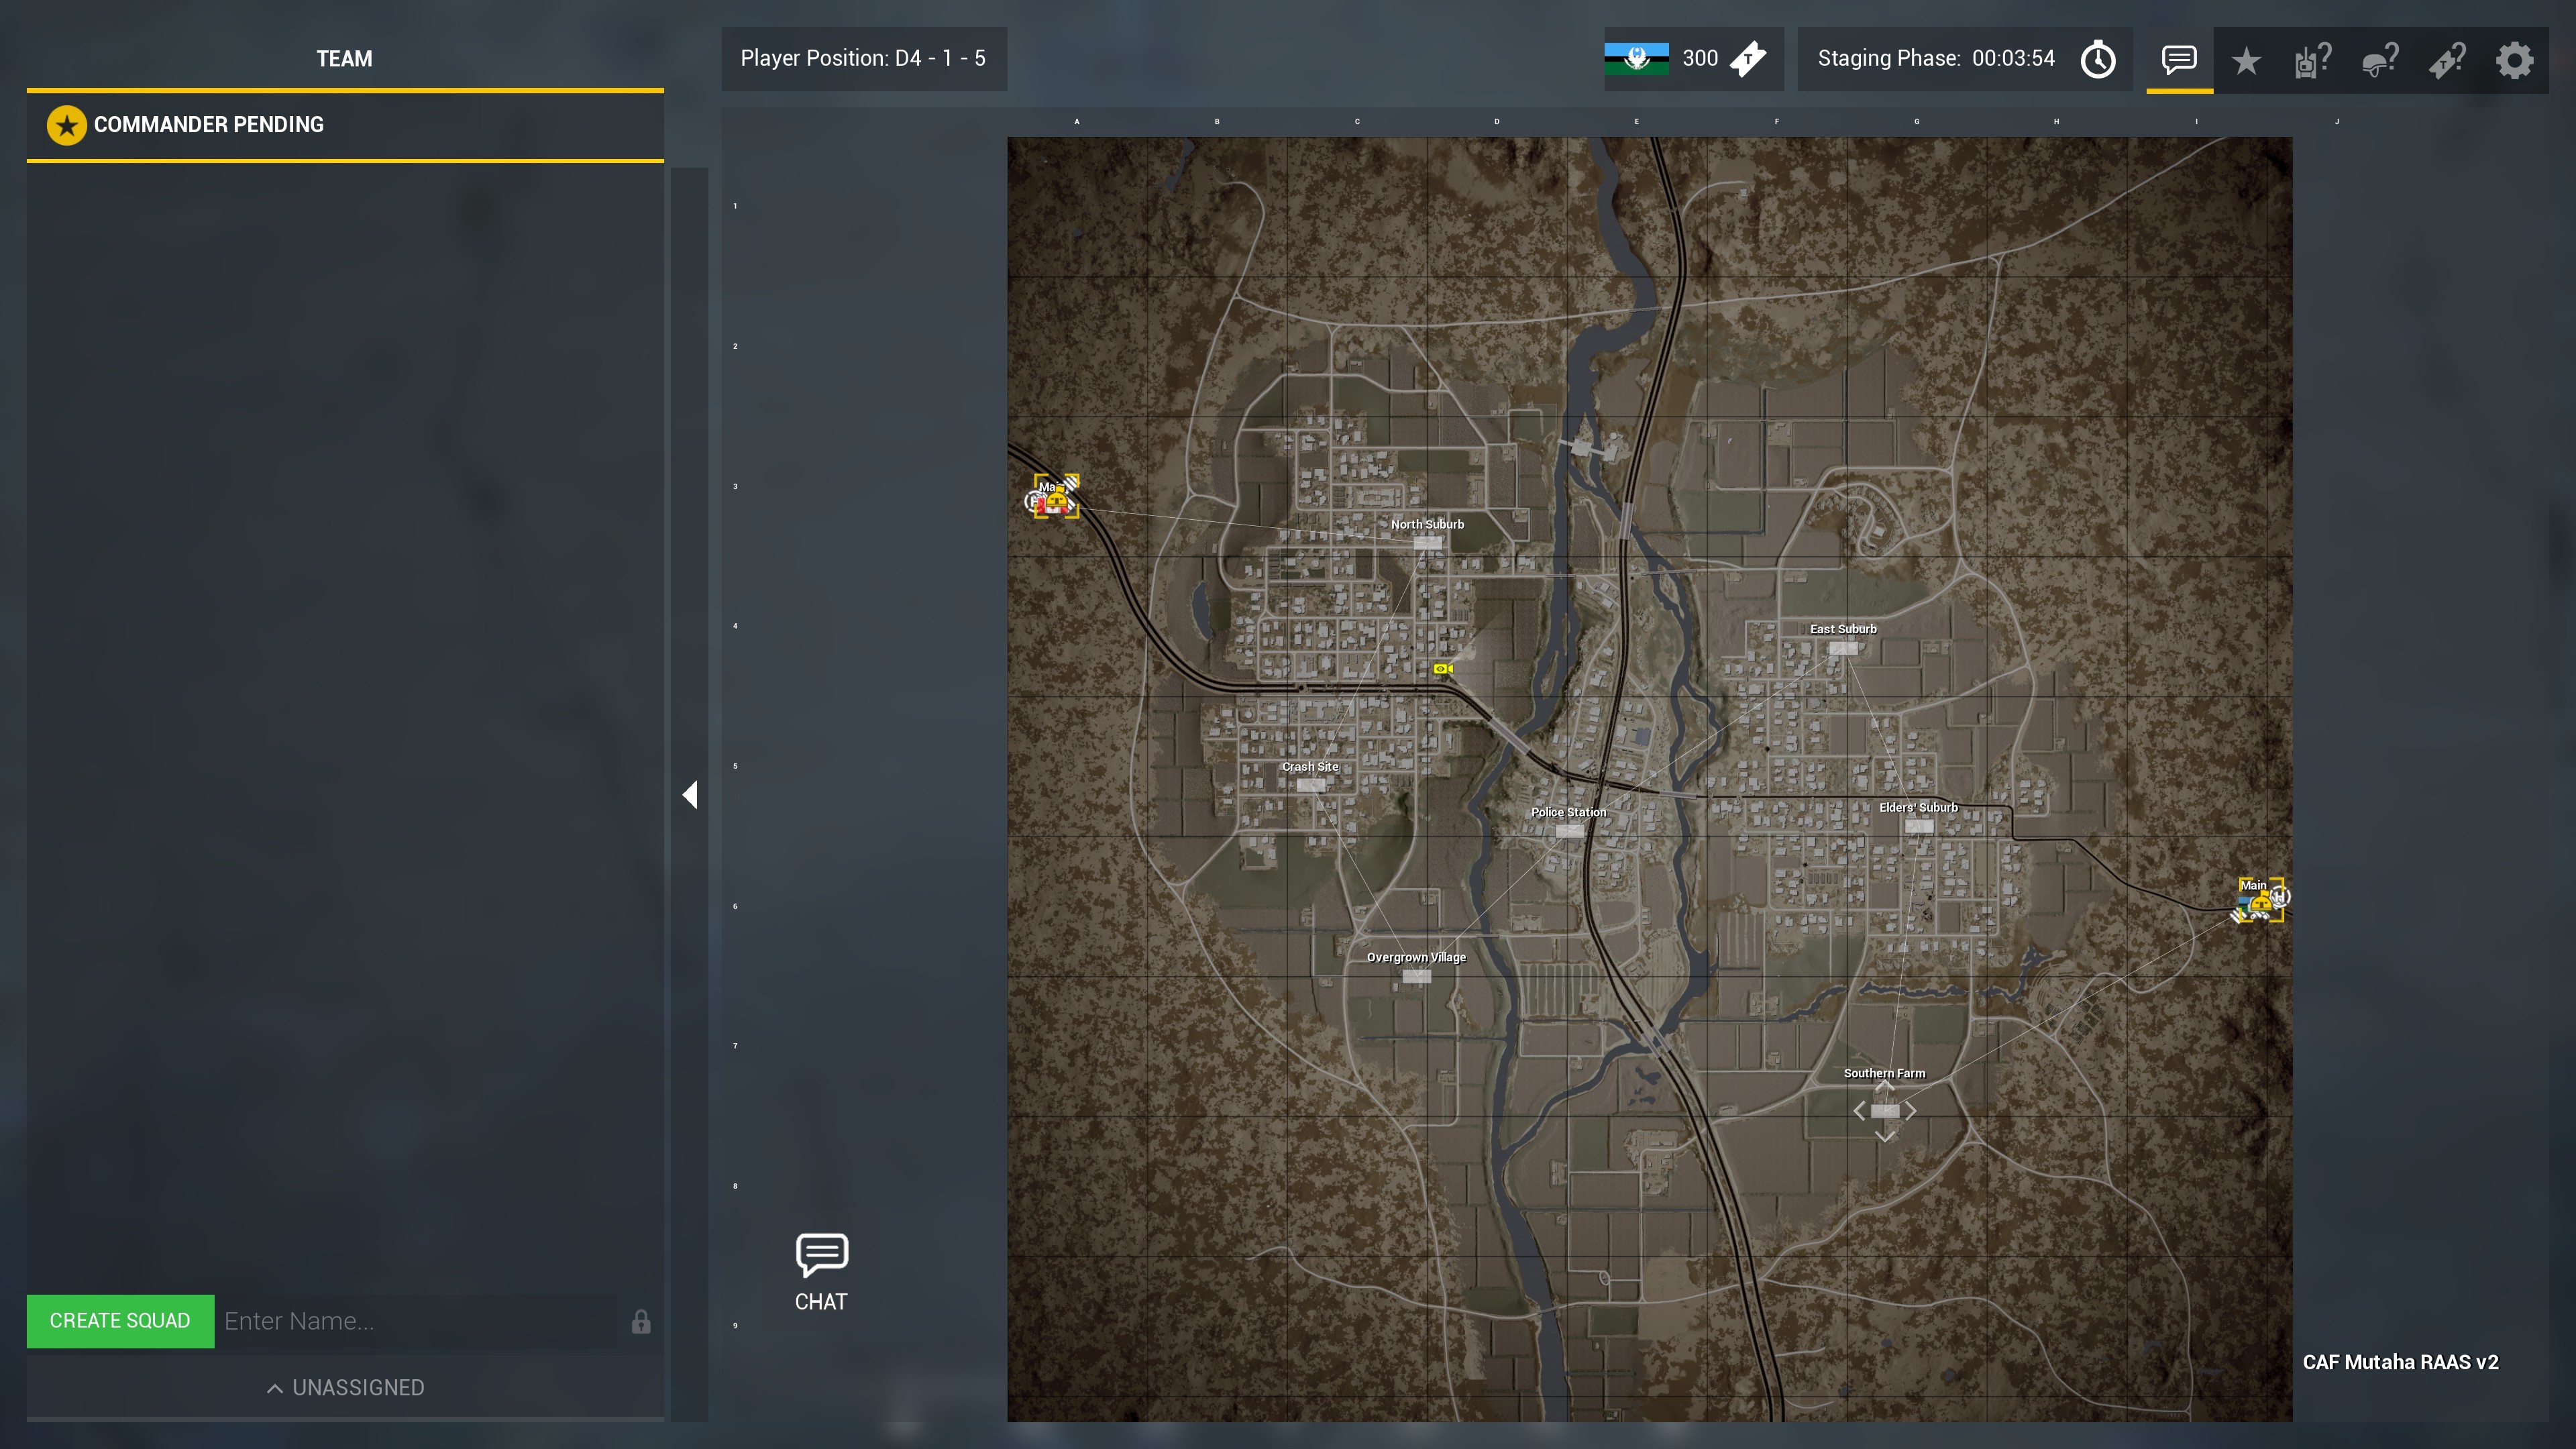 TEAM
Player Position: D4 - 1 - 5
300
T
Staging Phase: 00:03:54
COMMANDER PENDING
A B C D E F G H I J
1
2
3
4
5
6
7
8
9
North Suburb
East Suburb
Crash Site
Elders' Suburb
Police Station
Main
Overgrown Village
Southern Farm
CHAT
CREATE SQUAD
Enter Name...
CAF Mutaha RAAS v2
UNASSIGNED